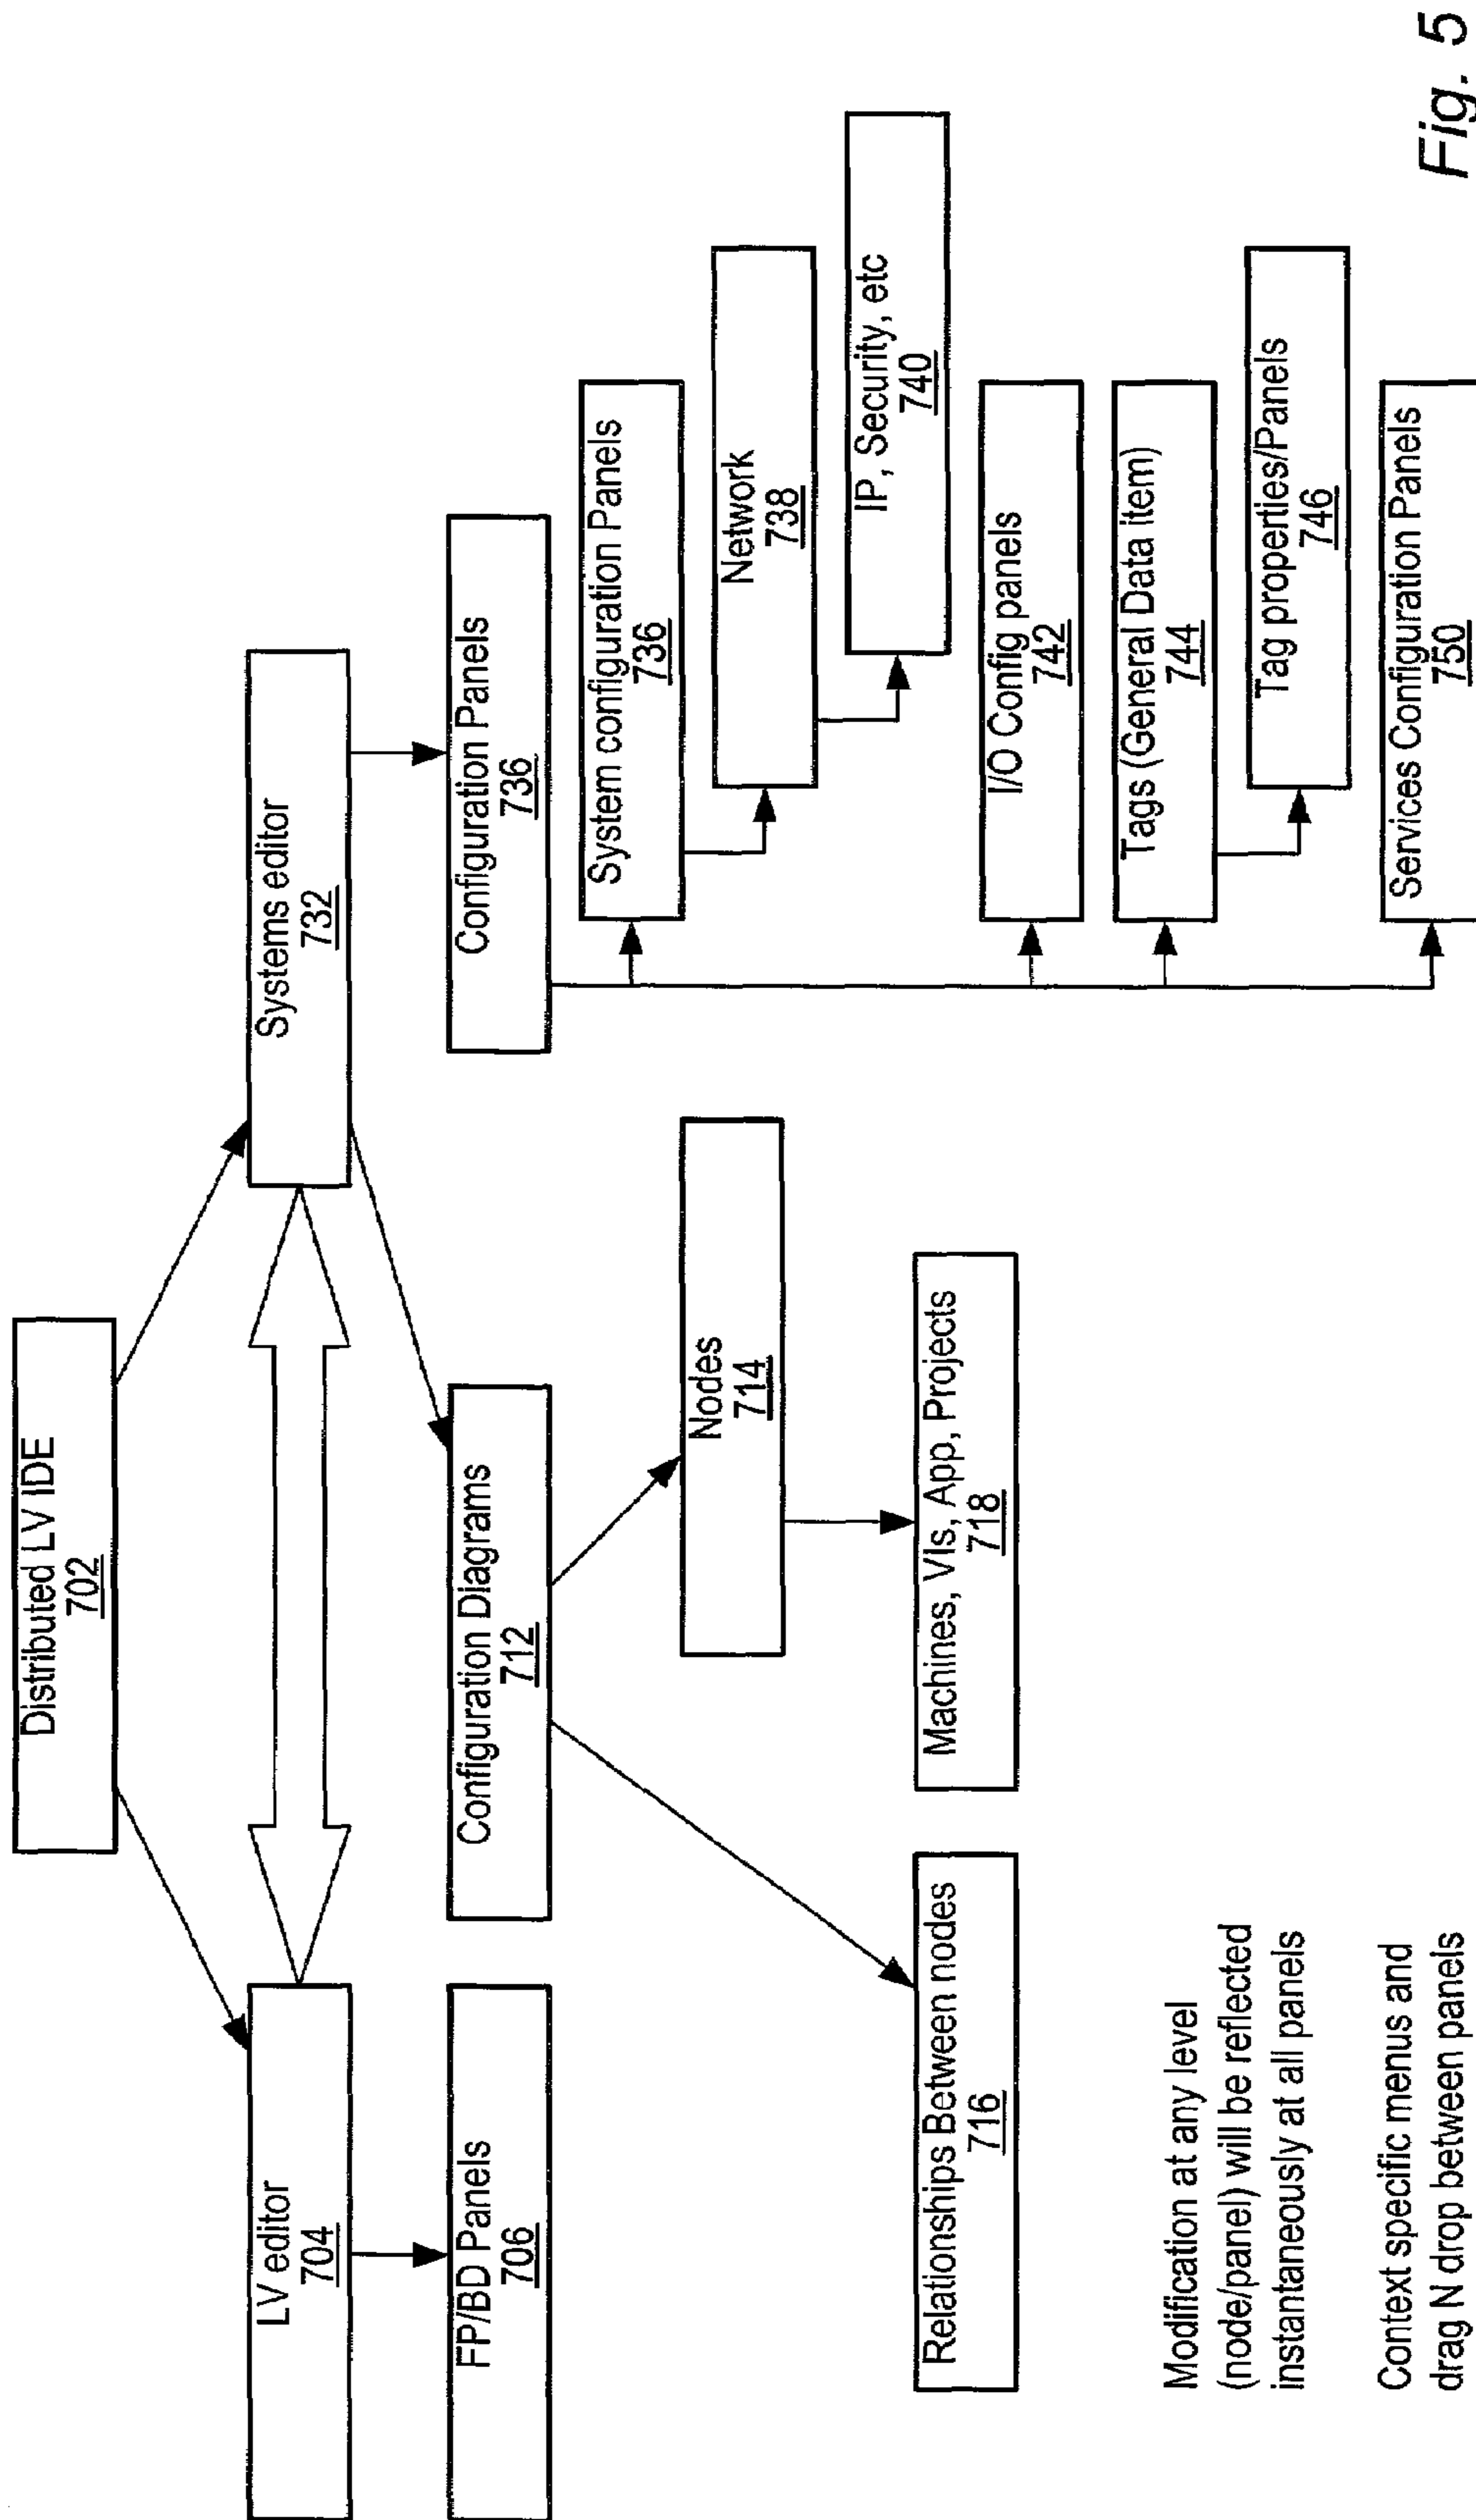 Distributed LV IDE
702
LV editor
704
Systems editor
732
FP/BD Panels
706
Configuration Diagrams
712
Configuration Panels
736
System configuration Panels
736
Nodes
714
Network
738
IP, Security, etc
740
Relationships Between nodes
716
Machines, VIs, App, Projects
718
I/O Config panels
742
Tags (General Data item)
744
Tag properties/Panels
746
Services Configuration Panels
750
Modification at any level
(node/panel) will be reflected
instantaneously at all panels
Context specific menus and
drag N drop between panels
Fig. 5